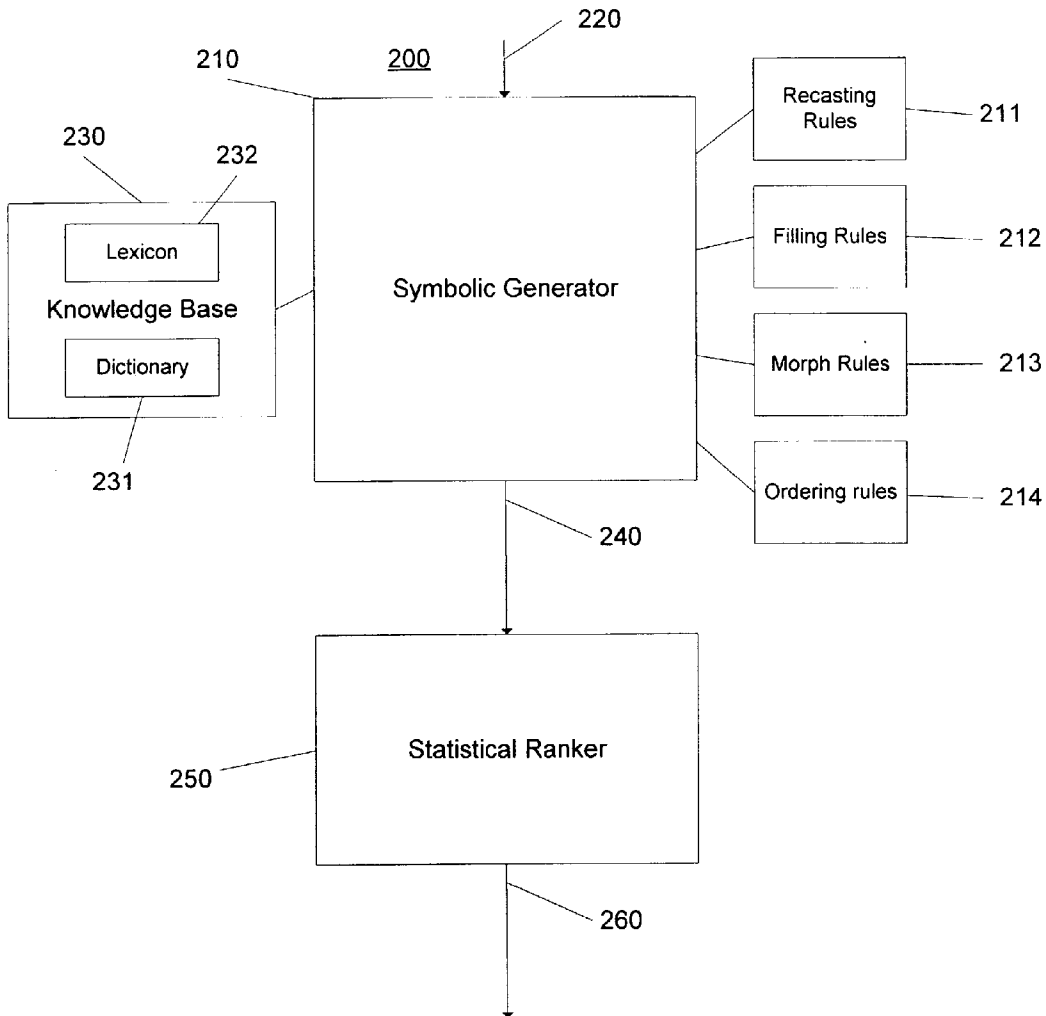 220
210
200
Recasting
Rules
211
230
232
Lexicon
Filling Rules
212
Symbolic Generator
Knowledge Base
Dictionary
Morph Rules
213
231
Ordering rules
214
240
Statistical Ranker
250
260